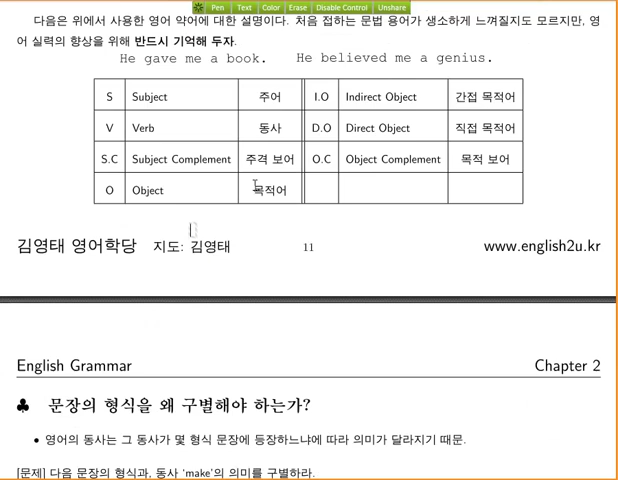 Pen Text Color Erase Disable Control Unshare
다음은 위에서 사용한 영어 약어에 대한 설명이다. 처음 접하는 문법 용어가 생소하게 느껴질지도 모르지만, 영
어 실력의 향상을 위해 반드시 기억해 두자.
He gave me a book. He believed me a genius.
S Subject 주어 I.O Indirect Object 간접 목적어
V Verb 동사 D.O Direct Object 직접 목적어
S.C Subject Complement 주격 보어 O.C Object Complement 목적 보어
O Object 목적어
김영태 영어학당 지도: 김영태 11 www.english2u.kr
English Grammar Chapter 2
♣ 문장의 형식을 왜 구별해야 하는가?
• 영어의 동사는 그 동사가 몇 형식 문장에 등장하느냐에 따라 의미가 달라지기 때문.
[문제] 다음 문장의 형식과, 동사 ‘make’의 의미를 구별하라.